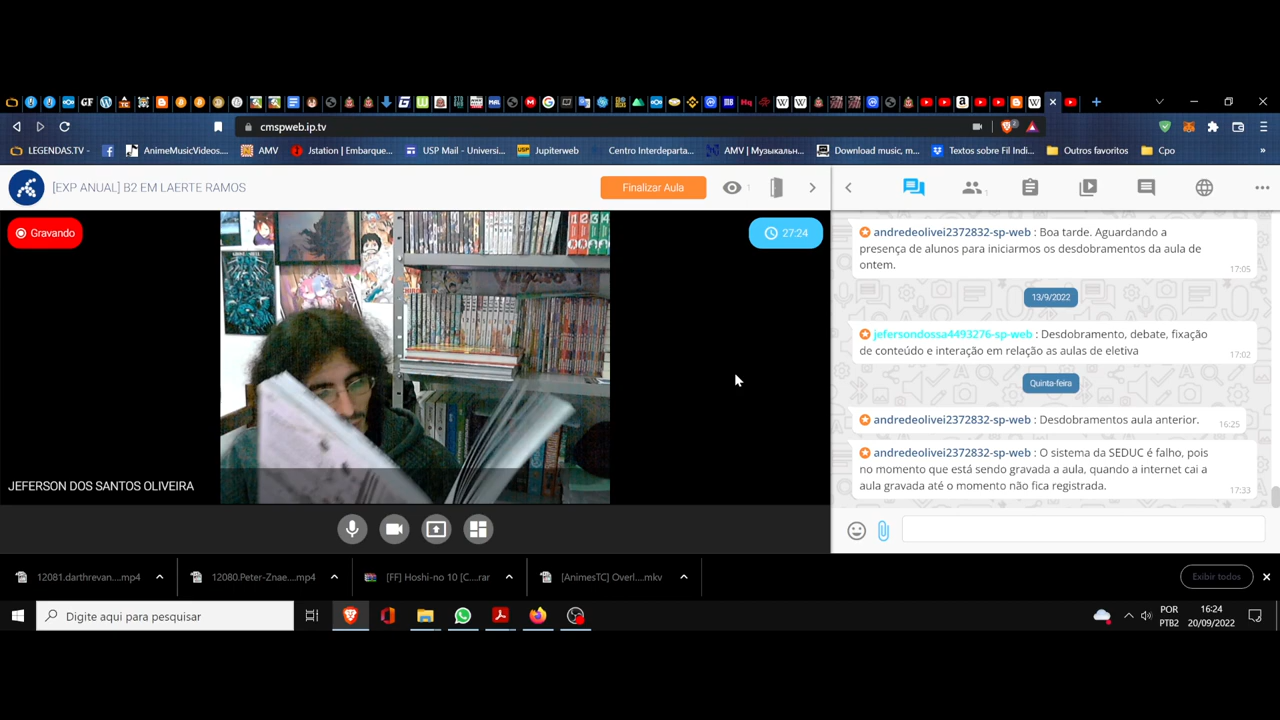 cmspweb.ip.tv
2
LEGENDAS.TV -
AnimeMusicVideos...
AMV
Jstation | Embarque...
USP Mail - Universi...
Jupiterweb
Centro Interdeparta...
AMV | Музыкальн...
Download music, m...
Textos sobre Fil Indi...
Outros favoritos
Cpo
»
[EXP ANUAL] B2 EM LAERTE RAMOS
Finalizar Aula
1
1
Gravando
27:24
andredeolivei2372832-sp-web : Boa tarde. Aguardando a
presença de alunos para iniciarmos os desdobramentos da aula de
ontem.
17:05
13/9/2022
jefersondossa4493276-sp-web : Desdobramento, debate, fixação
de conteúdo e interação em relação as aulas de eletiva
17:02
Quinta-feira
andredeolivei2372832-sp-web : Desdobramentos aula anterior.
16:25
andredeolivei2372832-sp-web : O sistema da SEDUC é falho, pois
no momento que está sendo gravada a aula, quando a internet cai a
aula gravada até o momento não fica registrada.
17:33
JEFERSON DOS SANTOS OLIVEIRA
12081.darthrevan....mp4
12080.Peter-Znae....mp4
[FF] Hoshi-no 10 [C....rar
[AnimesTC] Overl....mkv
Exibir todos
Digite aqui para pesquisar
POR
PTB2
16:24
20/09/2022